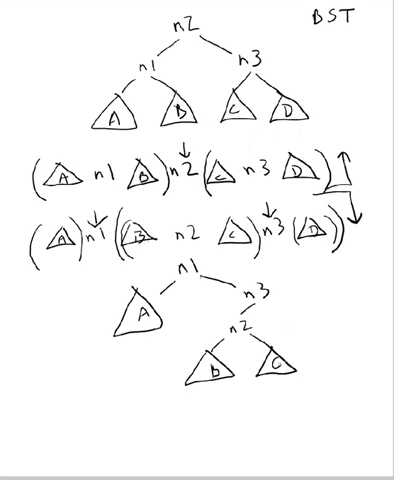 BST
n2
n1 n3
A B C D
(A n1 B) n2 (C n3 D)
(A) n1 ((B n2 C) n3 (D))
n1
A n3
n2
B C